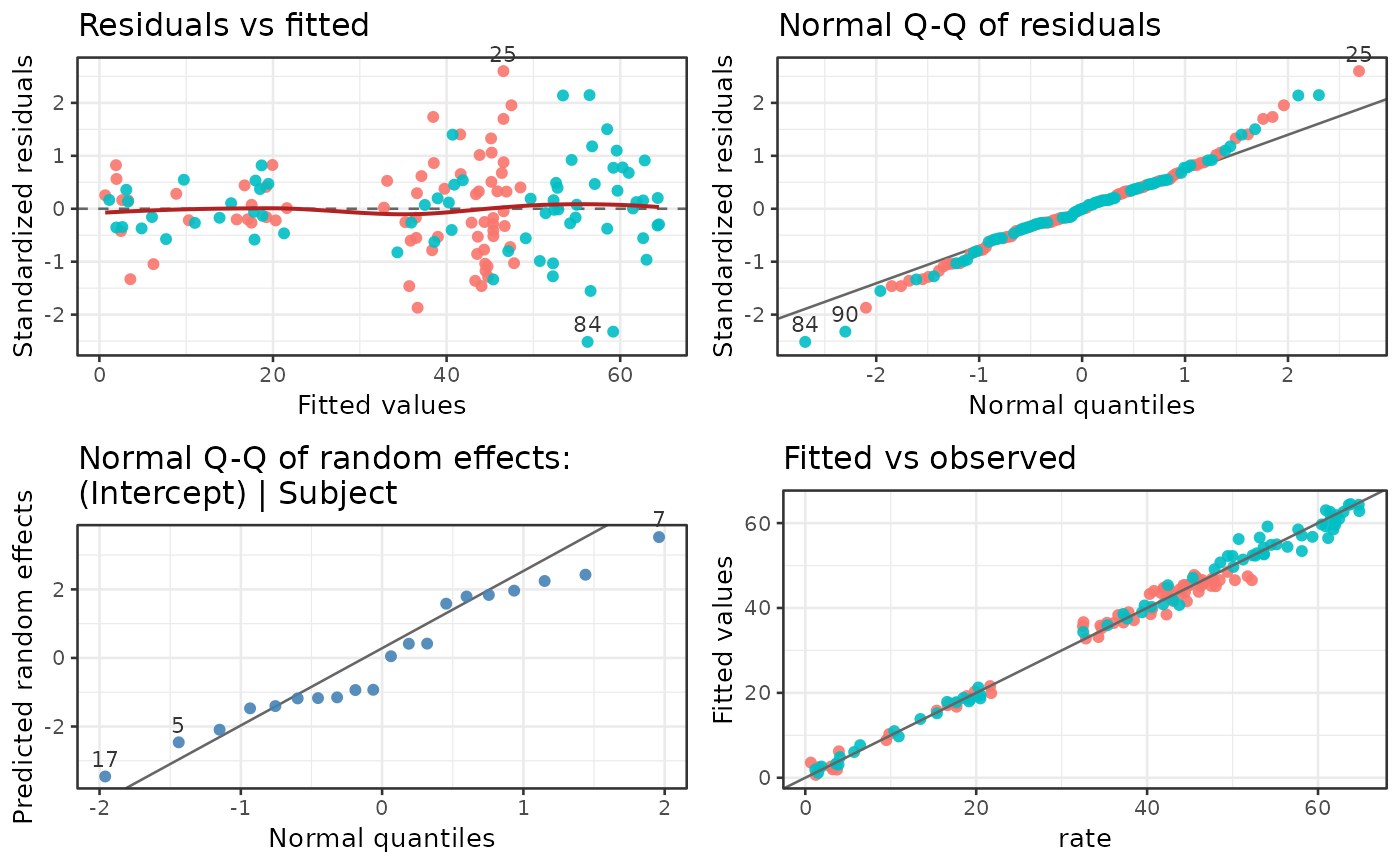 Residuals vs fitted
25
Standardized residuals
2
1
0
-1
-2
84
0 20 40 60
Fitted values
Normal Q-Q of residuals
25
Standardized residuals
2
1
0
-1
-2
84 90
-2 -1 0 1 2
Normal quantiles
Normal Q-Q of random effects:
(Intercept) | Subject
7
Predicted random effects
2
0
-2
5
17
-2 -1 0 1 2
Normal quantiles
Fitted vs observed
Fitted values
60
40
20
0
0 20 40 60
rate